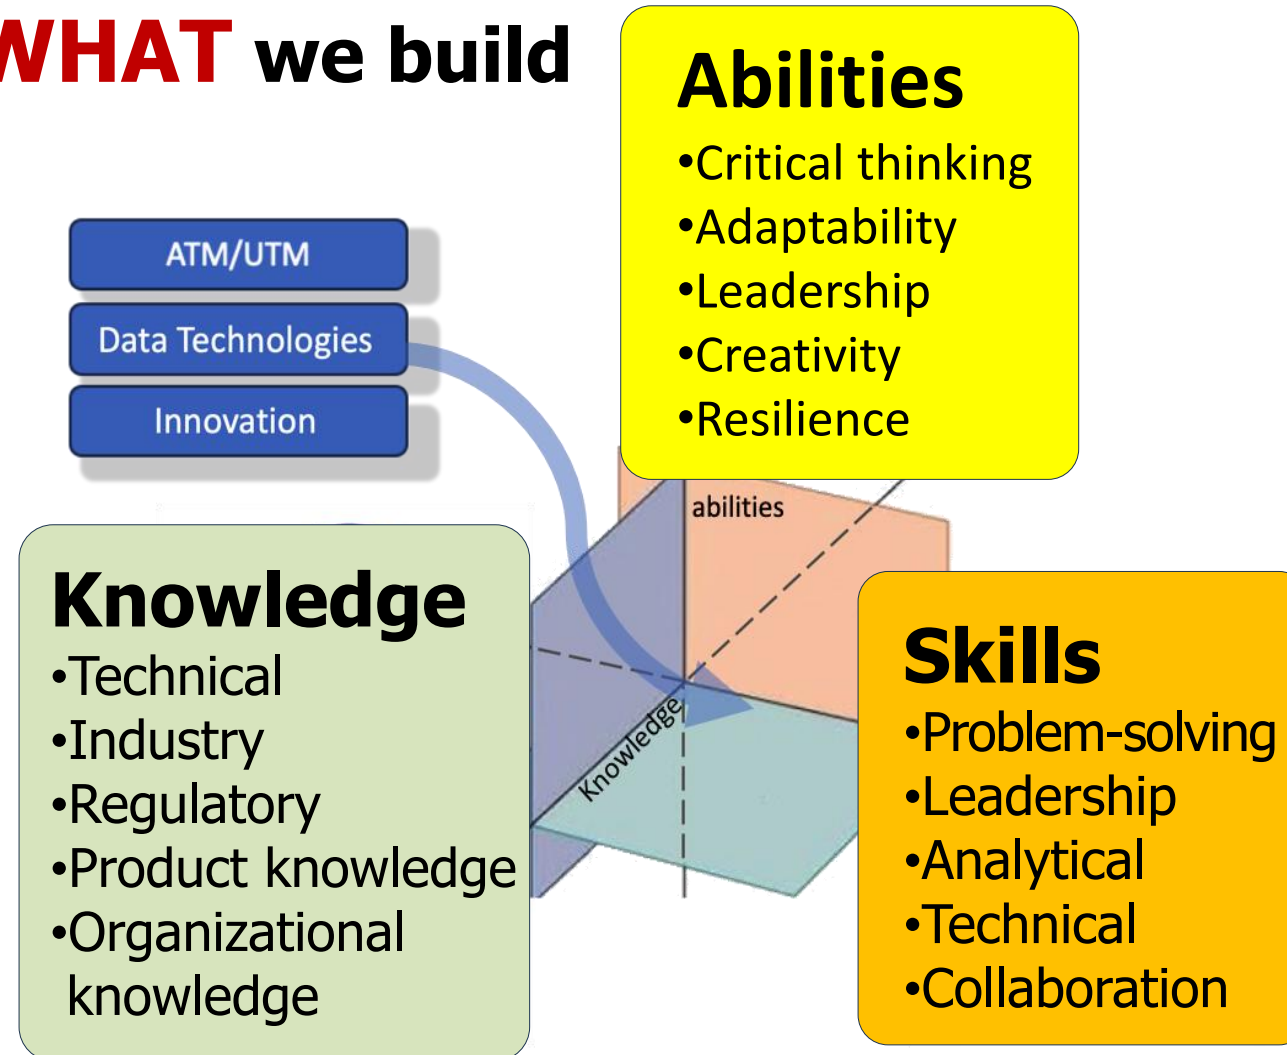 WHAT we build
Abilities
•Critical thinking
•Adaptability
•Leadership
•Creativity
•Resilience
ATM/UTM
Data Technologies
Innovation
abilities
Knowledge
Knowledge
•Technical
•Industry
•Regulatory
•Product knowledge
•Organizational
knowledge
Skills
•Problem-solving
•Leadership
•Analytical
•Technical
•Collaboration